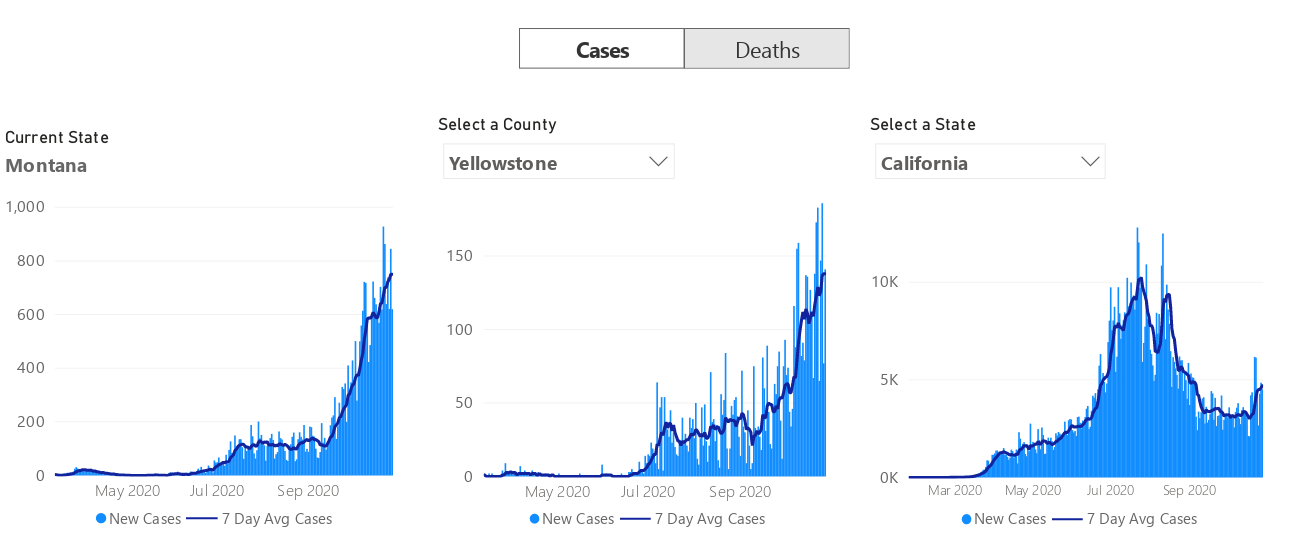 Cases Deaths
Current State
Montana
1,000
800
600
400
200
0
May 2020 Jul 2020 Sep 2020
New Cases 7 Day Avg Cases
Select a County
Yellowstone
150
100
50
0
May 2020 Jul 2020 Sep 2020
New Cases 7 Day Avg Cases
Select a State
California
10K
5K
0K
Mar 2020 May 2020 Jul 2020 Sep 2020
New Cases 7 Day Avg Cases